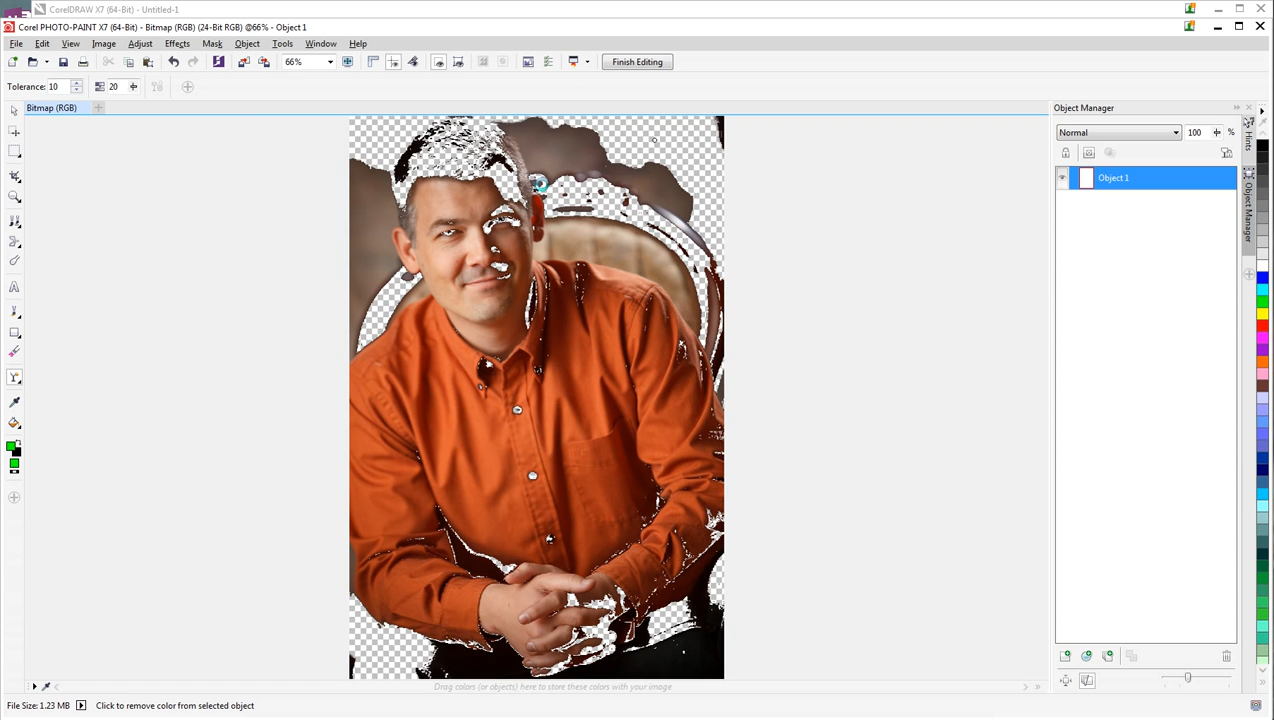 CorelDRAW X7 (64-Bit) - Untitled-1
Corel PHOTO-PAINT X7 (64-Bit) - Bitmap (RGB) (24-Bit RGB) @66% - Object 1
File Edit View Image Adjust Effects Mask Object Tools Window Help
66% Finish Editing
Tolerance: 10 20
Bitmap (RGB)
Object Manager
Normal 100 %
Object 1
Hints
Object Manager
Drag colors (or objects) here to store these colors with your image
File Size: 1.23 MB Click to remove color from selected object